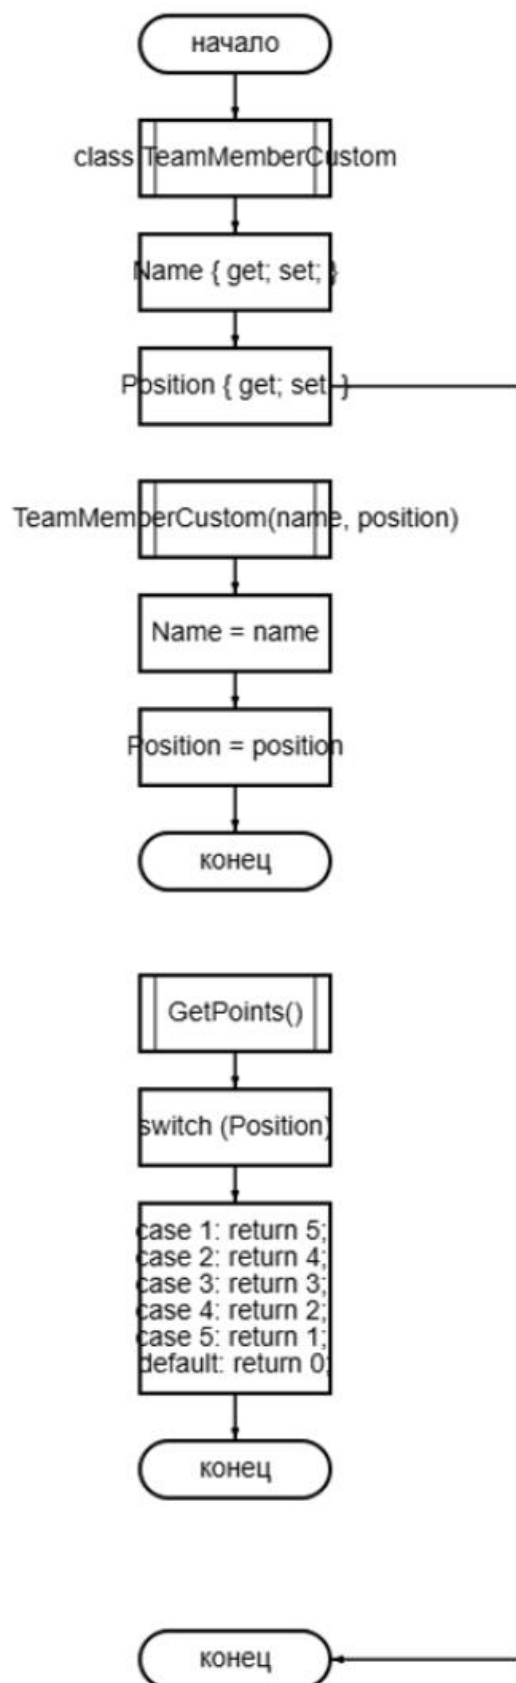 начало
class TeamMemberCustom
Name { get; set; }
Position { get; set; }
TeamMemberCustom(name, position)
Name = name
Position = position
конец
GetPoints()
switch (Position)
case 1: return 5;
case 2: return 4;
case 3: return 3;
case 4: return 2;
case 5: return 1;
default: return 0;
конец
конец